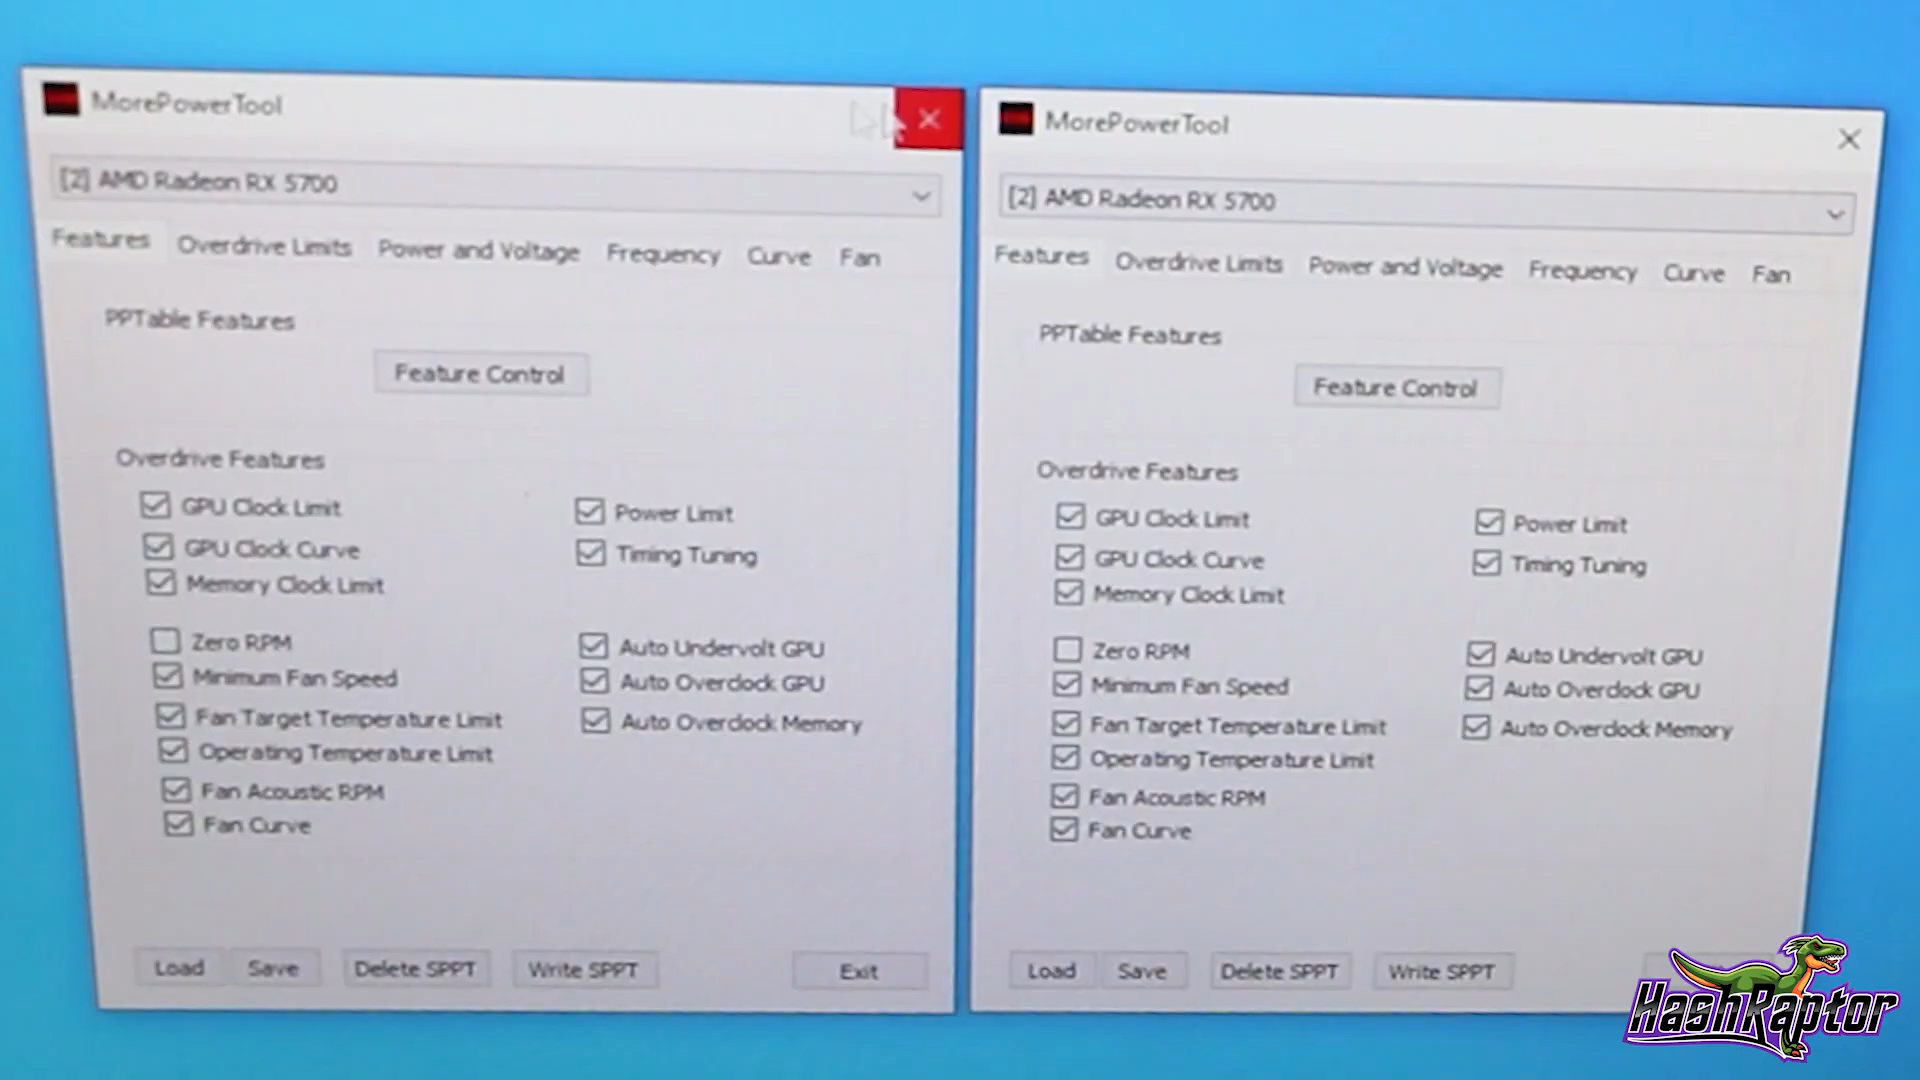 MorePowerTool
[2] AMD Radeon RX 5700
Features Overdrive Limits Power and Voltage Frequency Curve Fan
PPTable Features
Feature Control
Overdrive Features
GPU Clock Limit
Power Limit
GPU Clock Curve
Timing Tuning
Memory Clock Limit
Zero RPM
Auto Undervolt GPU
Minimum Fan Speed
Auto Overclock GPU
Fan Target Temperature Limit
Auto Overclock Memory
Operating Temperature Limit
Fan Acoustic RPM
Fan Curve
Load Save Delete SPPT Write SPPT Exit
MorePowerTool
[2] AMD Radeon RX 5700
Features Overdrive Limits Power and Voltage Frequency Curve Fan
PPTable Features
Feature Control
Overdrive Features
GPU Clock Limit
Power Limit
GPU Clock Curve
Timing Tuning
Memory Clock Limit
Zero RPM
Auto Undervolt GPU
Minimum Fan Speed
Auto Overclock GPU
Fan Target Temperature Limit
Auto Overclock Memory
Operating Temperature Limit
Fan Acoustic RPM
Fan Curve
Load Save Delete SPPT Write SPPT
HashRaptor